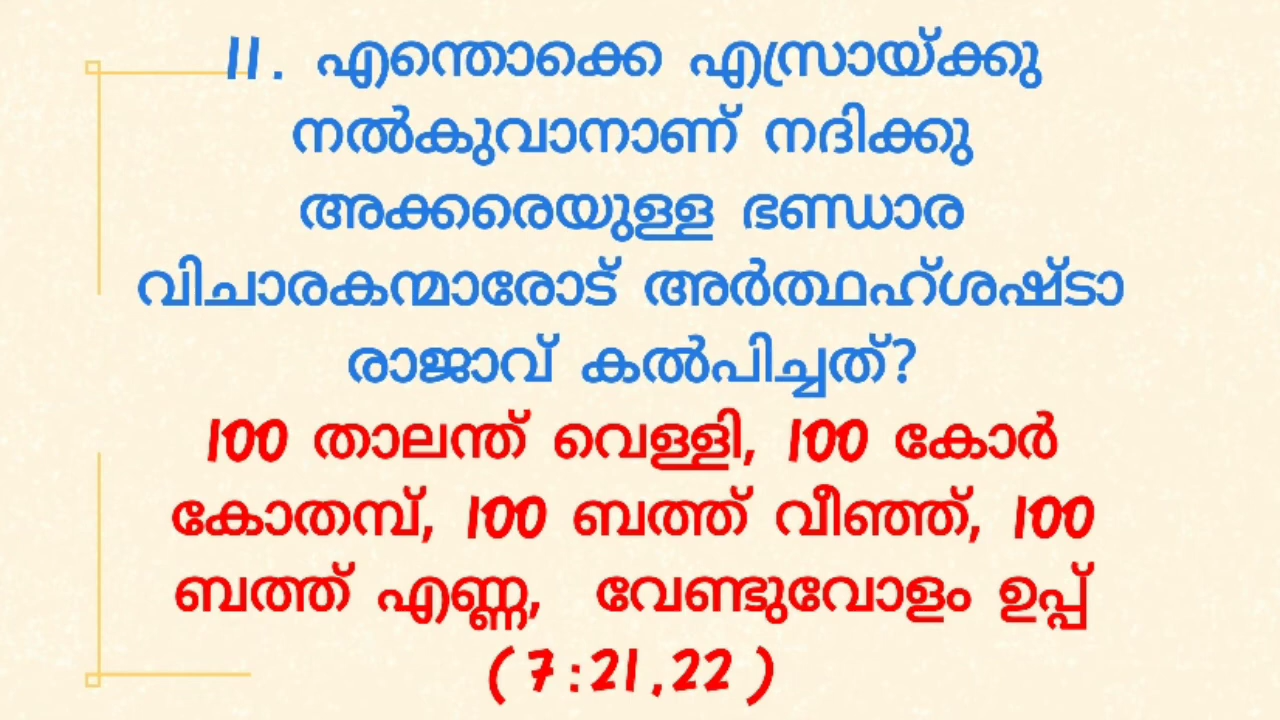 11. എന്തൊക്കെ എസ്രായ്ക്കു
നൽകുവാനാണ് നദിക്കു
അക്കരെയുള്ള ഭണ്ഡാര
വിചാരകന്മാരോട് അർത്ഥഹ്ശഷ്ടാ
രാജാവ് കൽപിച്ചത്?
100 താലന്ത് വെള്ളി, 100 കോർ
കോതമ്പ്, 100 ബത്ത് വീഞ്ഞ്, 100
ബത്ത് എണ്ണ, വേണ്ടുവോളം ഉപ്പ്
(7:21,22)